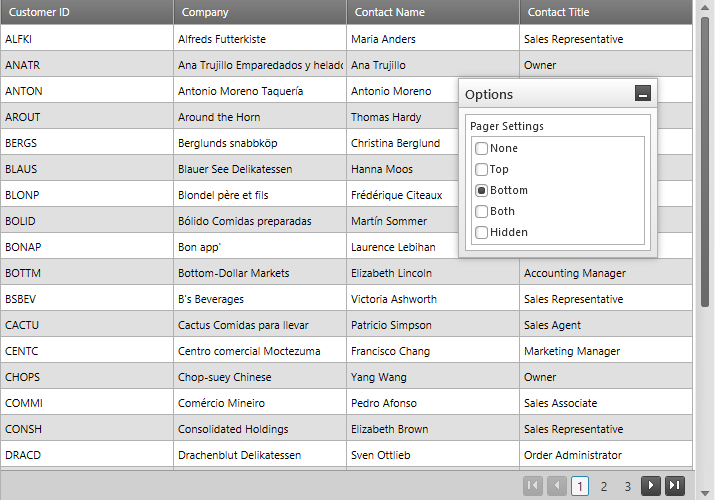 Customer ID Company Contact Name Contact Title
ALFKI Alfreds Futterkiste Maria Anders Sales Representative
ANATR Ana Trujillo Emparedados y helado Ana Trujillo Owner
ANTON Antonio Moreno Taquería Antonio Moreno
AROUT Around the Horn Thomas Hardy
BERGS Berglunds snabbköp Christina Berglund
BLAUS Blauer See Delikatessen Hanna Moos
BLONP Blondel père et fils Frédérique Citeaux
BOLID Bólido Comidas preparadas Martín Sommer
BONAP Bon app' Laurence Lebihan
BOTTM Bottom-Dollar Markets Elizabeth Lincoln Accounting Manager
BSBEV B's Beverages Victoria Ashworth Sales Representative
CACTU Cactus Comidas para llevar Patricio Simpson Sales Agent
CENTC Centro comercial Moctezuma Francisco Chang Marketing Manager
CHOPS Chop-suey Chinese Yang Wang Owner
COMMI Comércio Mineiro Pedro Afonso Sales Associate
CONSH Consolidated Holdings Elizabeth Brown Sales Representative
DRACD Drachenblut Delikatessen Sven Ottlieb Order Administrator
Options
Pager Settings
None
Top
Bottom
Both
Hidden
1 2 3